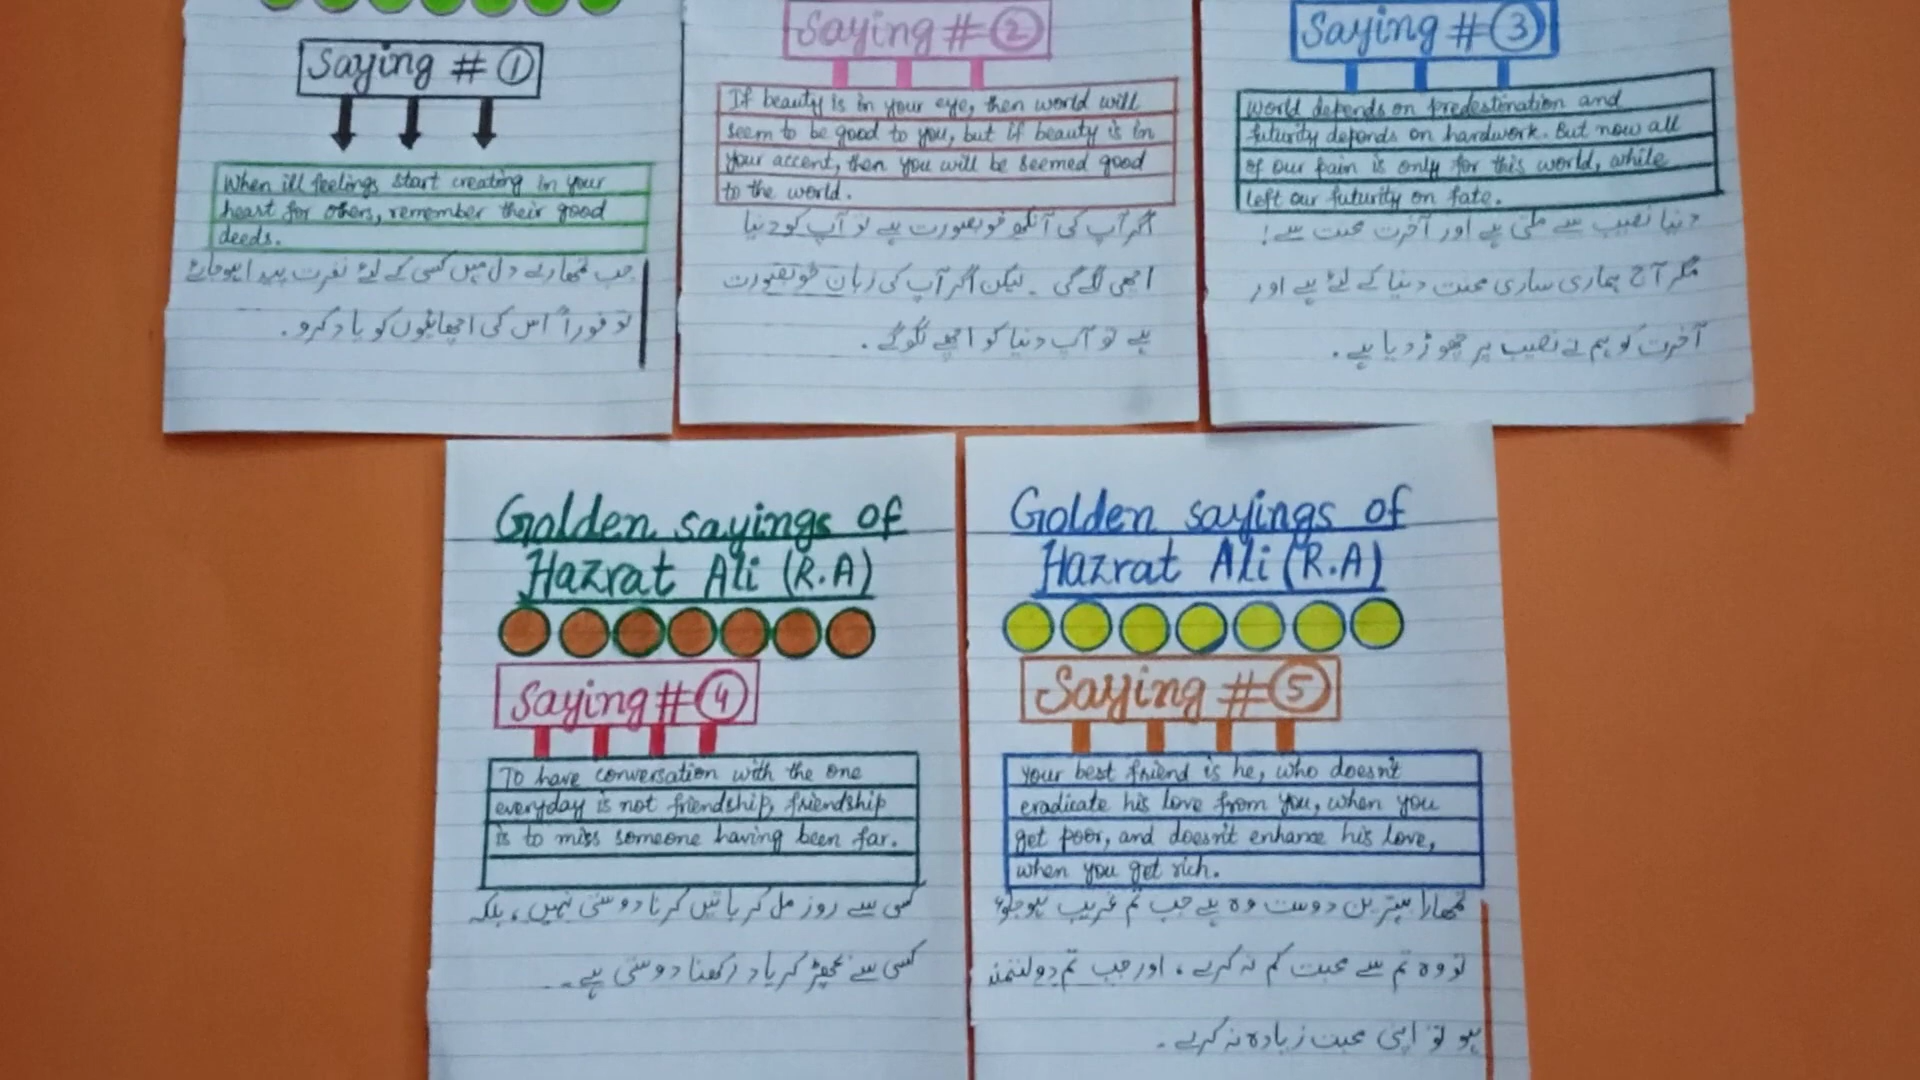 Saying # 1
When ill feelings start creating in your
heart for others, remember their good
deeds.
جب تمھارے دل میں کسی کے لئے نفرت پیدا ہوجائے
تو فوراً اس کی اچھائیوں کو یاد کرو۔
Saying # 2
If beauty is in your eye, then world will
seem to be good to you, but if beauty is in
your accent, then you will be seemed good
to the world.
اگر آپ کی آنکھ خوبصورت ہے تو آپ کو دنیا
اچھی لگے گی ۔ لیکن اگر آپ کی زبان خوبصورت
ہے تو آپ دنیا کو اچھے لگو گے۔
Saying # 3
World depends on predestination and
futurity depends on hardwork. But now all
of our pain is only for this world, while
left our futurity on fate.
دنیا نصیب سے ملتی ہے اور آخرت محنت سے!
مگر آج ہماری ساری محنت دنیا کے لئے ہے اور
آخرت کو ہم نے نصیب پر چھوڑ دیا ہے۔
Golden sayings of
Hazrat Ali (R.A)
Saying # 4
To have conversation with the one
everyday is not friendship, friendship
is to miss someone having been far.
کسی سے روز مل کر باتیں کرنا دوستی نہیں، بلکہ
کسی سے بچھڑ کر یاد رکھنا دوستی ہے۔
Golden sayings of
Hazrat Ali (R.A)
Saying # 5
Your best friend is he, who doesn't
eradicate his love from you, when you
get poor, and doesn't enhance his love,
when you get rich.
تمھارا بہترین دوست وہ ہے جب تم غریب ہوجاؤ
تو وہ تم سے محبت کم نہ کرے، اور جب تم دولتمند
ہو تو اپنی محبت زیادہ نہ کرے۔